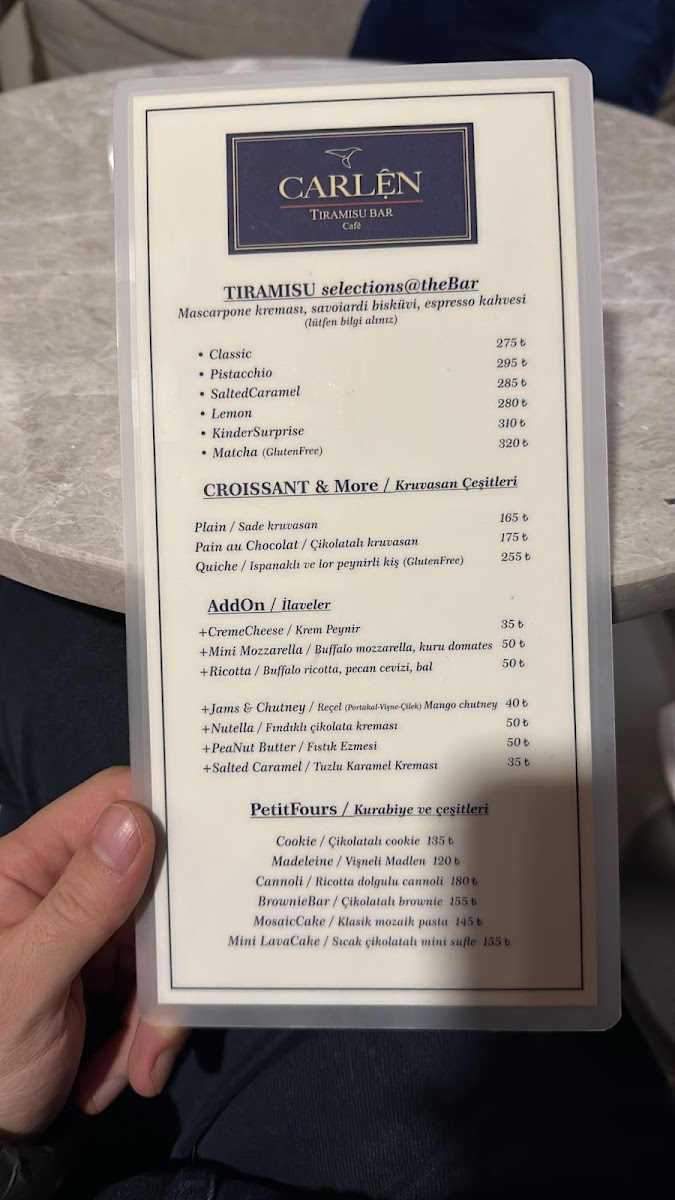 CARLỆN
TIRAMISU BAR
Cafê
TIRAMISU selections@theBar
Mascarpone kreması, savoiardi bisküvi, espresso kahvesi
(lütfen bilgi alınız)
• Classic 275 ₺
• Pistacchio 295 ₺
• SaltedCaramel 285 ₺
• Lemon 280 ₺
• KinderSurprise 310 ₺
• Matcha (GlutenFree) 320 ₺
CROISSANT & More / Kruvasan Çeşitleri
Plain / Sade kruvasan 165 ₺
Pain au Chocolat / Çikolatalı kruvasan 175 ₺
Quiche / Ispanaklı ve lor peynirli kiş (GlutenFree) 255 ₺
AddOn / İlaveler
+CremeCheese / Krem Peynir 35 ₺
+Mini Mozzarella / Buffalo mozzarella, kuru domates 50 ₺
+Ricotta / Buffalo ricotta, pecan cevizi, bal 50 ₺
+Jams & Chutney / Reçel (Portakal-Vişne-Çilek) Mango chutney 40 ₺
+Nutella / Fındıklı çikolata kreması 50 ₺
+PeaNut Butter / Fıstık Ezmesi 50 ₺
+Salted Caramel / Tuzlu Karamel Kreması 35 ₺
PetitFours / Kurabiye ve çeşitleri
Cookie / Çikolatalı cookie 135 ₺
Madeleine / Vişneli Madlen 120 ₺
Cannoli / Ricotta dolgulu cannoli 180 ₺
BrownieBar / Çikolatalı brownie 155 ₺
MosaicCake / Klasik mozaik pasta 145 ₺
Mini LavaCake / Sıcak çikolatalı mini sufle 155 ₺